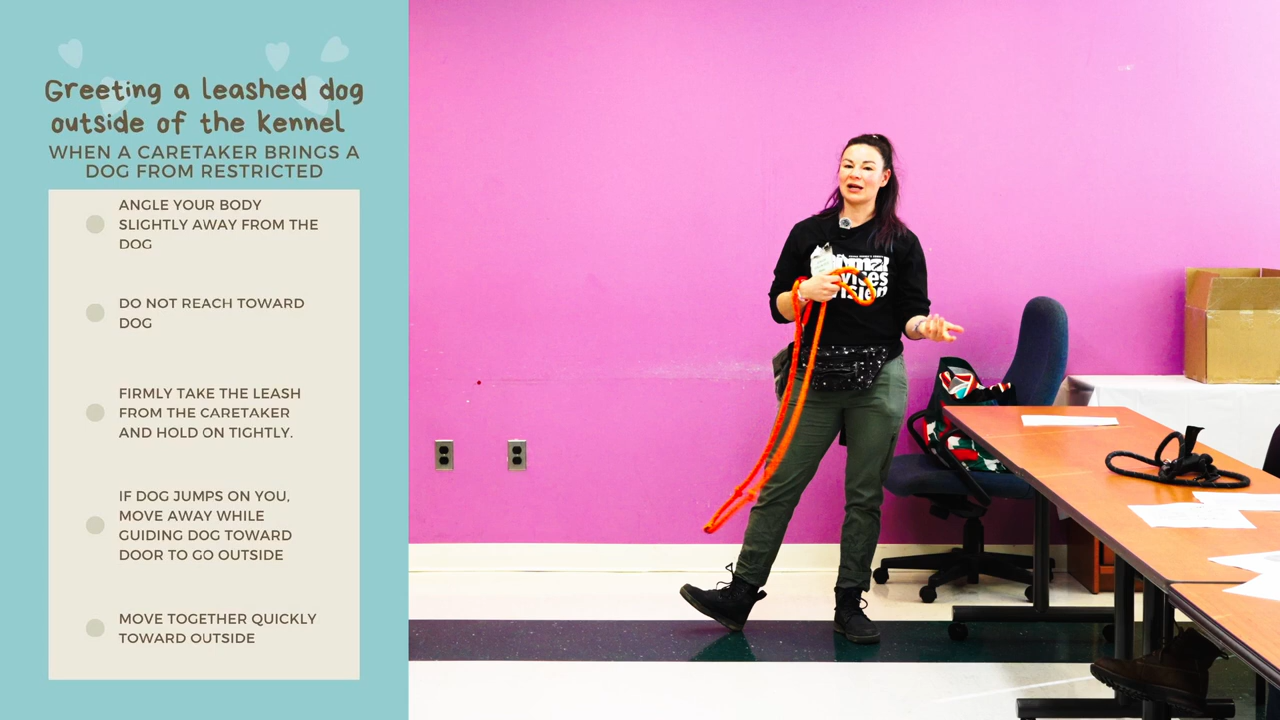 Greeting a leashed dog
outside of the kennel
WHEN A CARETAKER BRINGS A
DOG FROM RESTRICTED
ANGLE YOUR BODY
SLIGHTLY AWAY FROM THE
DOG
DO NOT REACH TOWARD
DOG
FIRMLY TAKE THE LEASH
FROM THE CARETAKER
AND HOLD ON TIGHTLY.
IF DOG JUMPS ON YOU,
MOVE AWAY WHILE
GUIDING DOG TOWARD
DOOR TO GO OUTSIDE
MOVE TOGETHER QUICKLY
TOWARD OUTSIDE